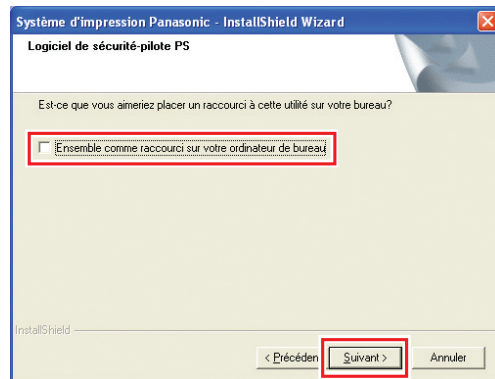 Système d'impression Panasonic - InstallShield Wizard
Logiciel de sécurité-pilote PS
Est-ce que vous aimeriez placer un raccourci à cette utilité sur votre bureau?
Ensemble comme raccourci sur votre ordinateur de bureau
InstallShield
< Précéden
Suivant >
Annuler